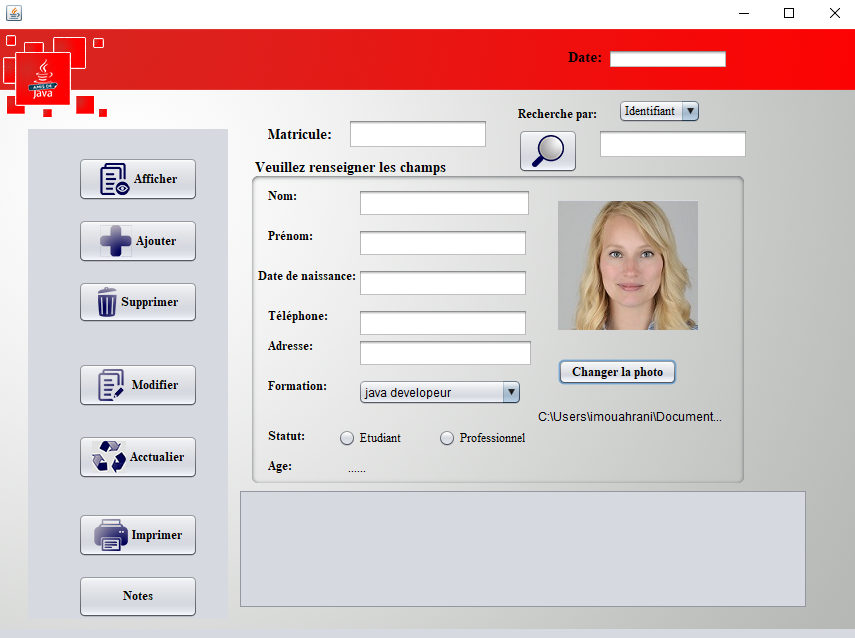 Date:
AMIS DE
java
Recherche par:
Identifiant
Matricule:
Veuillez renseigner les champs
Afficher
Ajouter
Supprimer
Modifier
Acctualier
Imprimer
Notes
Nom:
Prénom:
Date de naissance:
Téléphone:
Adresse:
Formation:
java developeur
Statut:
Etudiant
Professionnel
Age:
......
Changer la photo
C:\Users\imouahrani\Document...